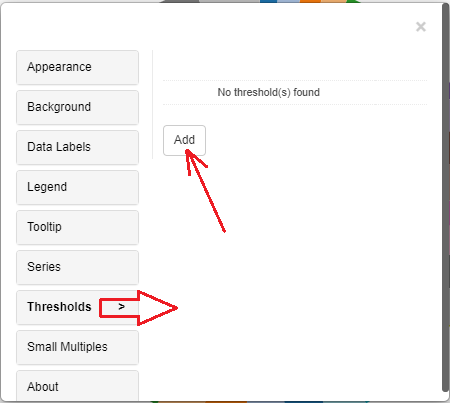 ×
Appearance
No threshold(s) found
Background
Add
Data Labels
Legend
Tooltip
Series
Thresholds >
Small Multiples
About